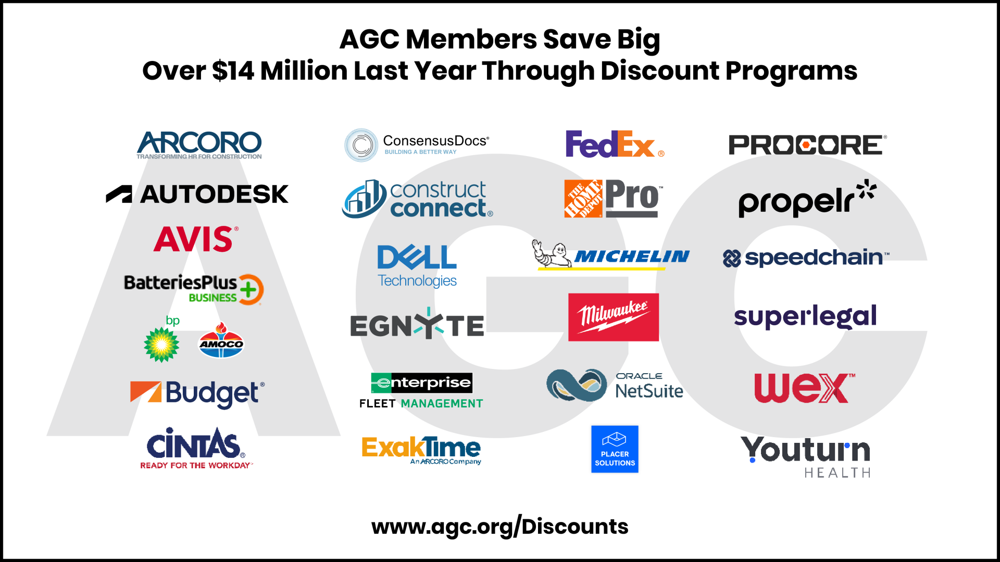 AGC Members Save Big
Over $14 Million Last Year Through Discount Programs
ARCORO
TRANSFORMING HR FOR CONSTRUCTION
AUTODESK
AVIS®
BatteriesPlus
BUSINESS
bp
AMOCO
Budget®
CINTAS®
READY FOR THE WORKDAY®
ConsensusDocs®
BUILDING A BETTER WAY
construct
connect®
DELL
Technologies
EGNYTE
enterprise
FLEET MANAGEMENT
ExakTime
An ARCORO Company
FedEx®
THE
HOME
DEPOT
Pro™
MICHELIN
Milwaukee®
ORACLE
NetSuite
PLACER
SOLUTIONS
PROCORE®
propelr
speedchain™
superlegal
wex™
Youturn
HEALTH
AGC
www.agc.org/Discounts